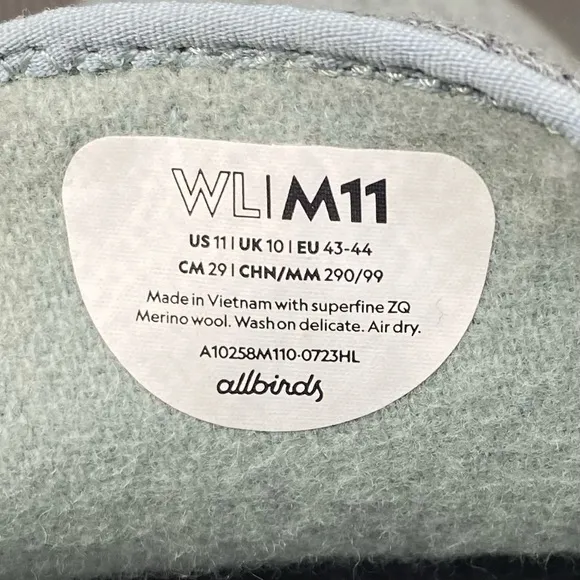 WL|M11
US 11 | UK 10 | EU 43-44
CM 29 | CHN/MM 290/99
Made in Vietnam with superfine ZQ
Merino wool. Wash on delicate. Air dry.
A10258M110·0723HL
allbirds